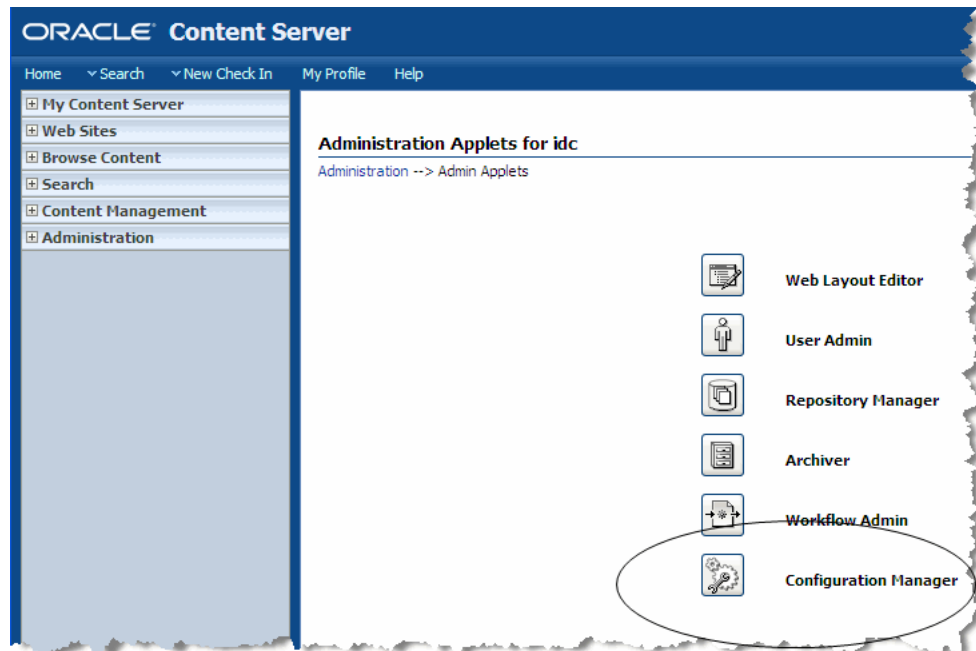 ORACLE Content Server
Home Search New Check In My Profile Help
My Content Server
Web Sites
Browse Content
Search
Content Management
Administration
Administration Applets for idc
Administration --> Admin Applets
Web Layout Editor
User Admin
Repository Manager
Archiver
Workflow Admin
Configuration Manager